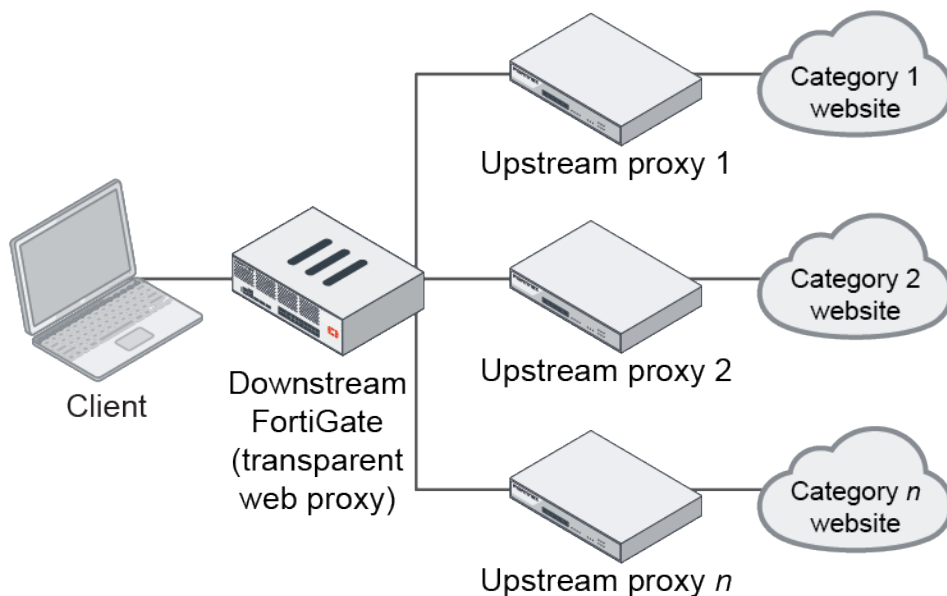 Category 1
website
Upstream proxy 1
Category 2
website
Upstream proxy 2
Client
Downstream
FortiGate
(transparent
web proxy)
Category n
website
Upstream proxy n